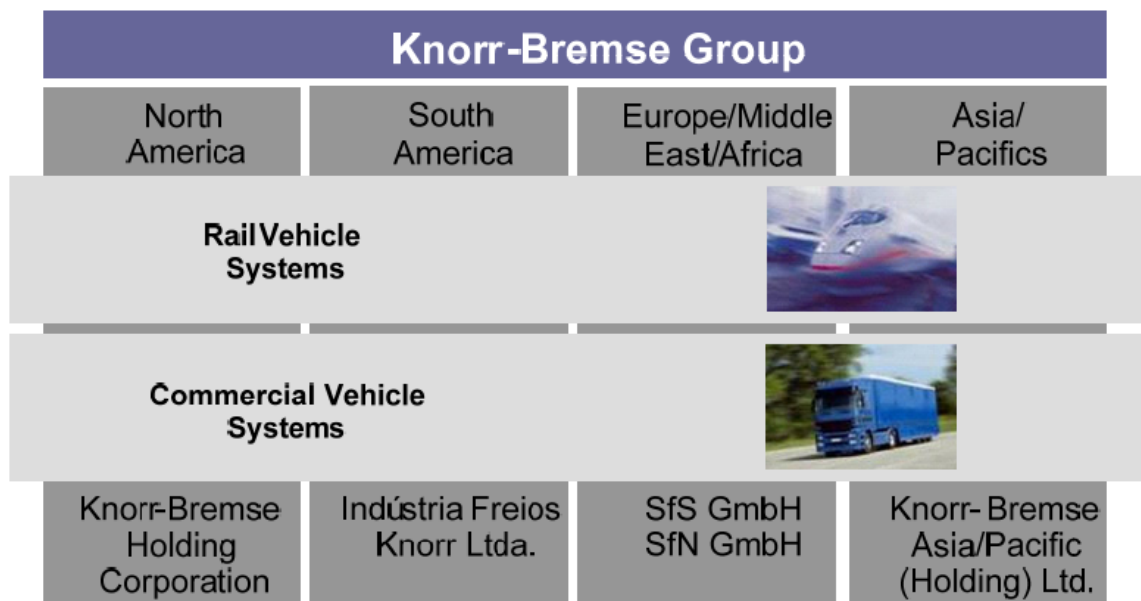 Knorr-Bremse Group
North
America
South
America
Europe/Middle
East/Africa
Asia/
Pacifics
Rail Vehicle
Systems
Commercial Vehicle
Systems
Knorr-Bremse
Holding
Corporation
Indústria Freios
Knorr Ltda.
SfS GmbH
SfN GmbH
Knorr- Bremse
Asia/Pacific
(Holding) Ltd.